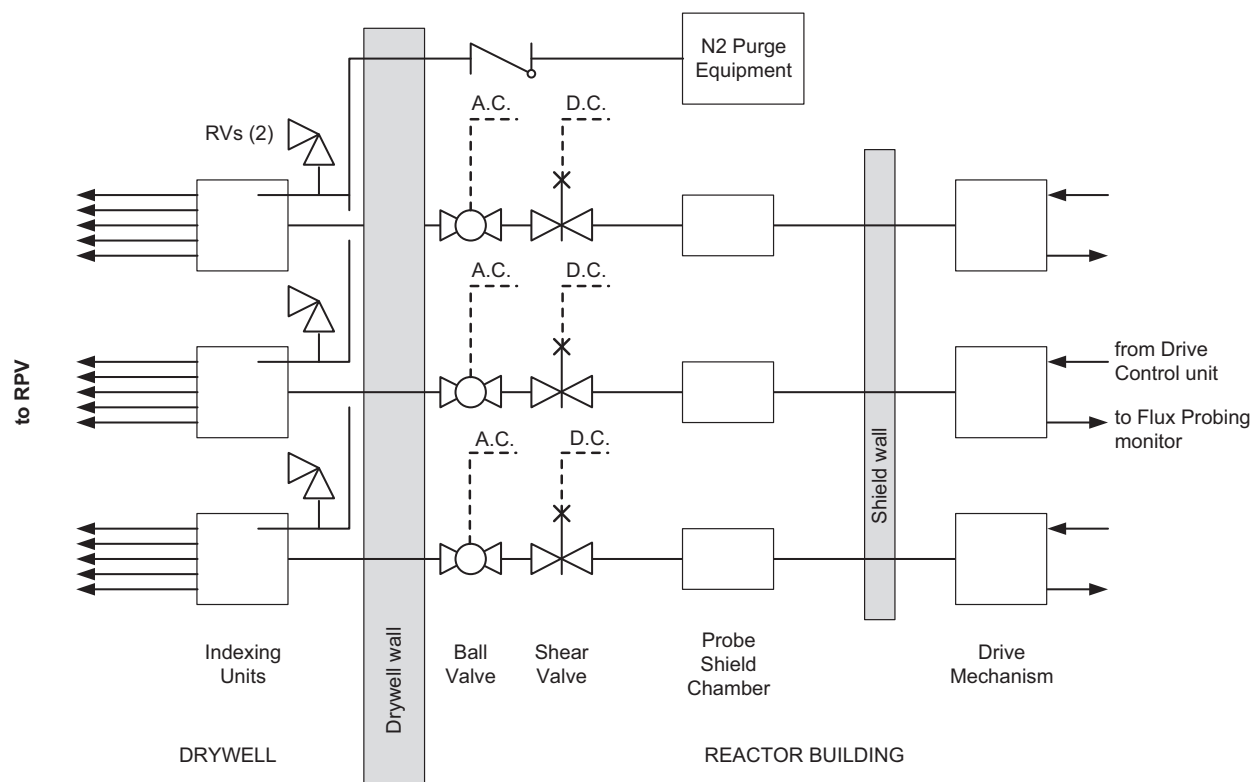 N2 Purge
Equipment
A.C.
D.C.
RVs (2)
A.C.
D.C.
to RPV
from Drive
Control unit
to Flux Probing
monitor
A.C.
D.C.
Shield wall
Drywell wall
Indexing
Units
Ball
Valve
Shear
Valve
Probe
Shield
Chamber
Drive
Mechanism
DRYWELL
REACTOR BUILDING